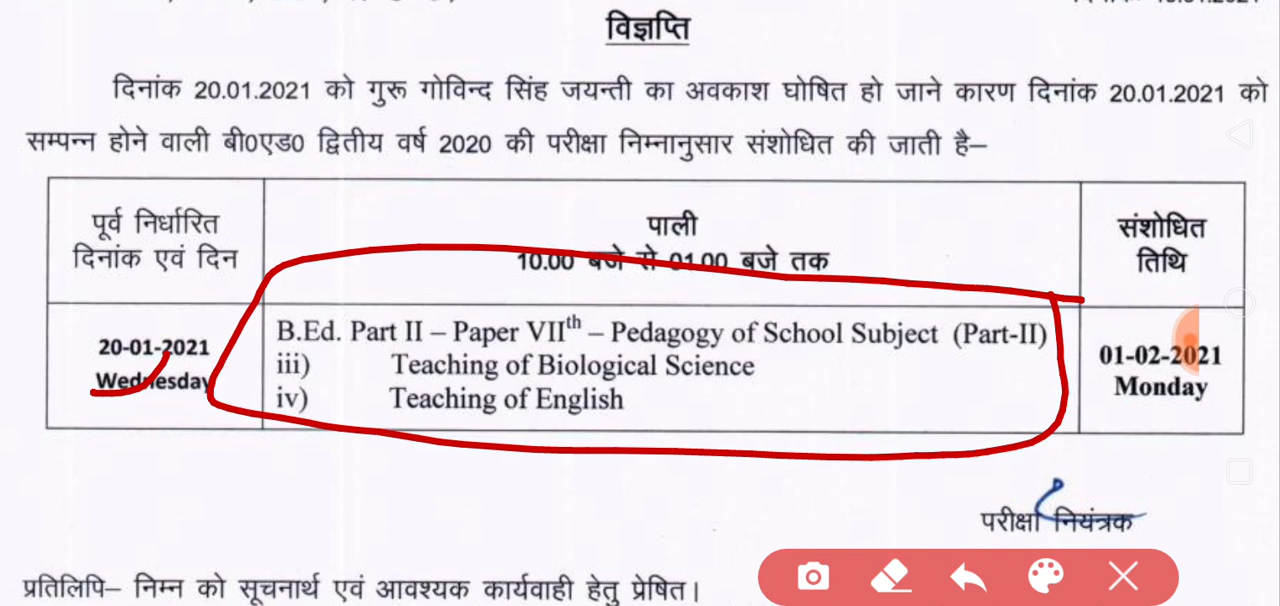 विज्ञप्ति
दिनांक 20.01.2021 को गुरू गोविन्द सिंह जयन्ती का अवकाश घोषित हो जाने कारण दिनांक 20.01.2021 को
सम्पन्न होने वाली बी0एड0 द्वितीय वर्ष 2020 की परीक्षा निम्नानुसार संशोधित की जाती है–
पूर्व निर्धारित
दिनांक एवं दिन
पाली
10.00 बजे से 01.00 बजे तक
संशोधित
तिथि
20-01-2021
Wednesday
B.Ed. Part II – Paper VIIth – Pedagogy of School Subject (Part-II)
iii) Teaching of Biological Science
iv) Teaching of English
01-02-2021
Monday
परीक्षा नियंत्रक
प्रतिलिपि– निम्न को सूचनार्थ एवं आवश्यक कार्यवाही हेतु प्रेषित।